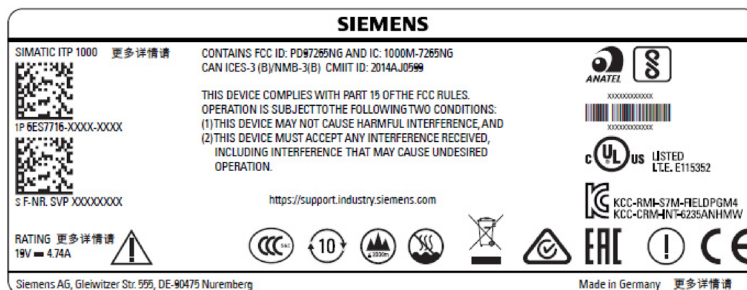 SIEMENS
SIMATIC ITP 1000 更多详情请
1P 6ES7716-XXXX-XXXX
S F-NR. SVP XXXXXXXX
RATING 更多详情请
19V 4.74A
CONTAINS FCC ID: PD97265NG AND IC: 1000M-7265NG
CAN ICES-3 (B)/NMB-3(B) CMIIT ID: 2014AJ0599
THIS DEVICE COMPLIES WITH PART 15 OF THE FCC RULES.
OPERATION IS SUBJECT TO THE FOLLOWING TWO CONDITIONS:
(1)THIS DEVICE MAY NOT CAUSE HARMFUL INTERFERENCE, AND
(2)THIS DEVICE MUST ACCEPT ANY INTERFERENCE RECEIVED,
INCLUDING INTERFERENCE THAT MAY CAUSE UNDESIRED
OPERATION.
https://support.industry.siemens.com
ANATEL
XXXXXXXXXXXX
XXXXXXXXXXXX
C UL US LISTED
I.T.E. E115352
KCC-RMI-S7M-FIELDPGM4
KCC-CRM-INT-6235ANHMW
CCC 10 EAC CE
Siemens AG, Gleiwitzer Str. 555, DE-90475 Nuremberg
Made in Germany 更多详情请